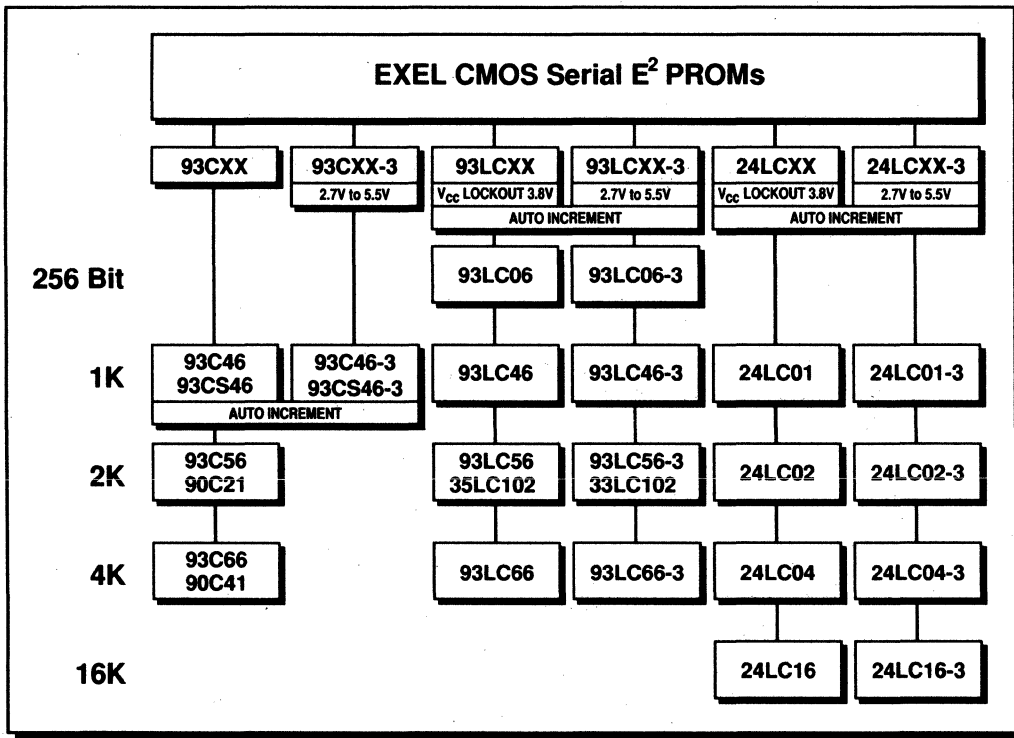 EXEL CMOS Serial E² PROMs
93CXX
93CXX-3
2.7V to 5.5V
93LCXX
VCC LOCKOUT 3.8V
93LCXX-3
2.7V to 5.5V
AUTO INCREMENT
24LCXX
VCC LOCKOUT 3.8V
24LCXX-3
2.7V to 5.5V
AUTO INCREMENT
256 Bit
93LC06
93LC06-3
1K
93C46
93CS46
93C46-3
93CS46-3
AUTO INCREMENT
93LC46
93LC46-3
24LC01
24LC01-3
2K
93C56
90C21
93LC56
35LC102
93LC56-3
33LC102
24LC02
24LC02-3
4K
93C66
90C41
93LC66
93LC66-3
24LC04
24LC04-3
16K
24LC16
24LC16-3